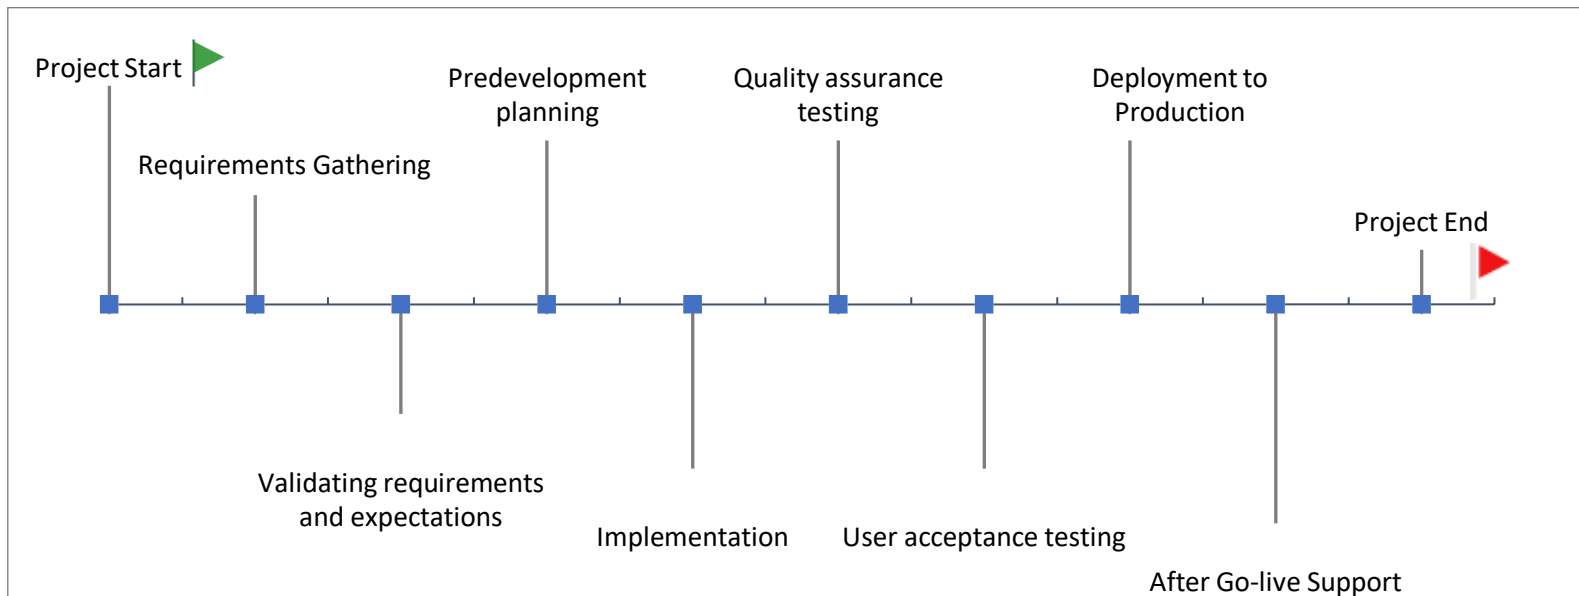 Project Start
Requirements Gathering
Validating requirements
and expectations
Predevelopment
planning
Implementation
Quality assurance
testing
User acceptance testing
Deployment to
Production
After Go-live Support
Project End